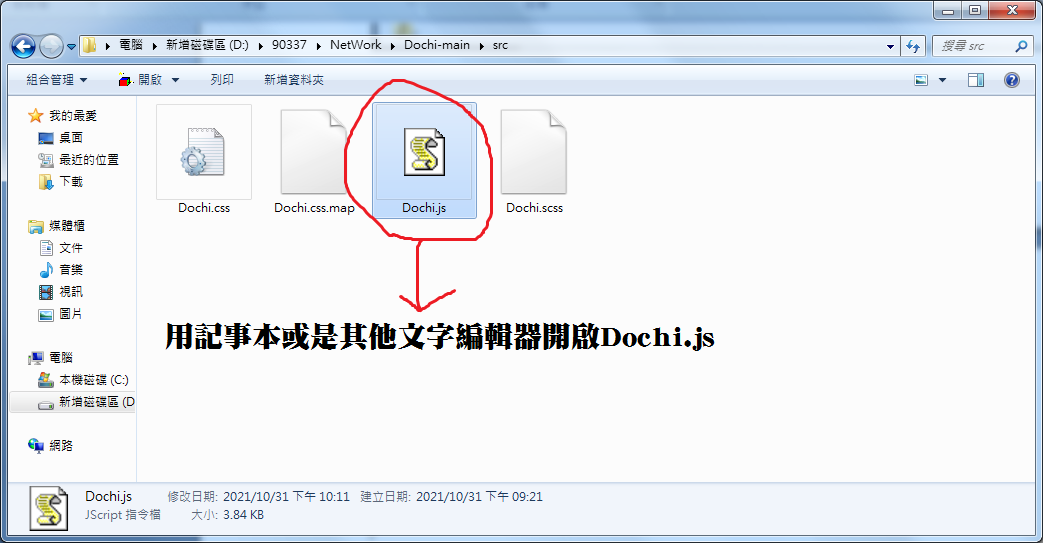 電腦 新增磁碟區 (D:) 90337 NetWork Dochi-main src
搜尋 src
組合管理 開啟 列印 新增資料夾
我的最愛
桌面
最近的位置
下載
媒體櫃
文件
音樂
視訊
圖片
電腦
本機磁碟 (C:)
新增磁碟區 (D
網路
Dochi.css
Dochi.css.map
Dochi.js
Dochi.scss
用記事本或是其他文字編輯器開啟Dochi.js
Dochi.js 修改日期: 2021/10/31 下午 10:11 建立日期: 2021/10/31 下午 09:21
JScript 指令檔 大小: 3.84 KB